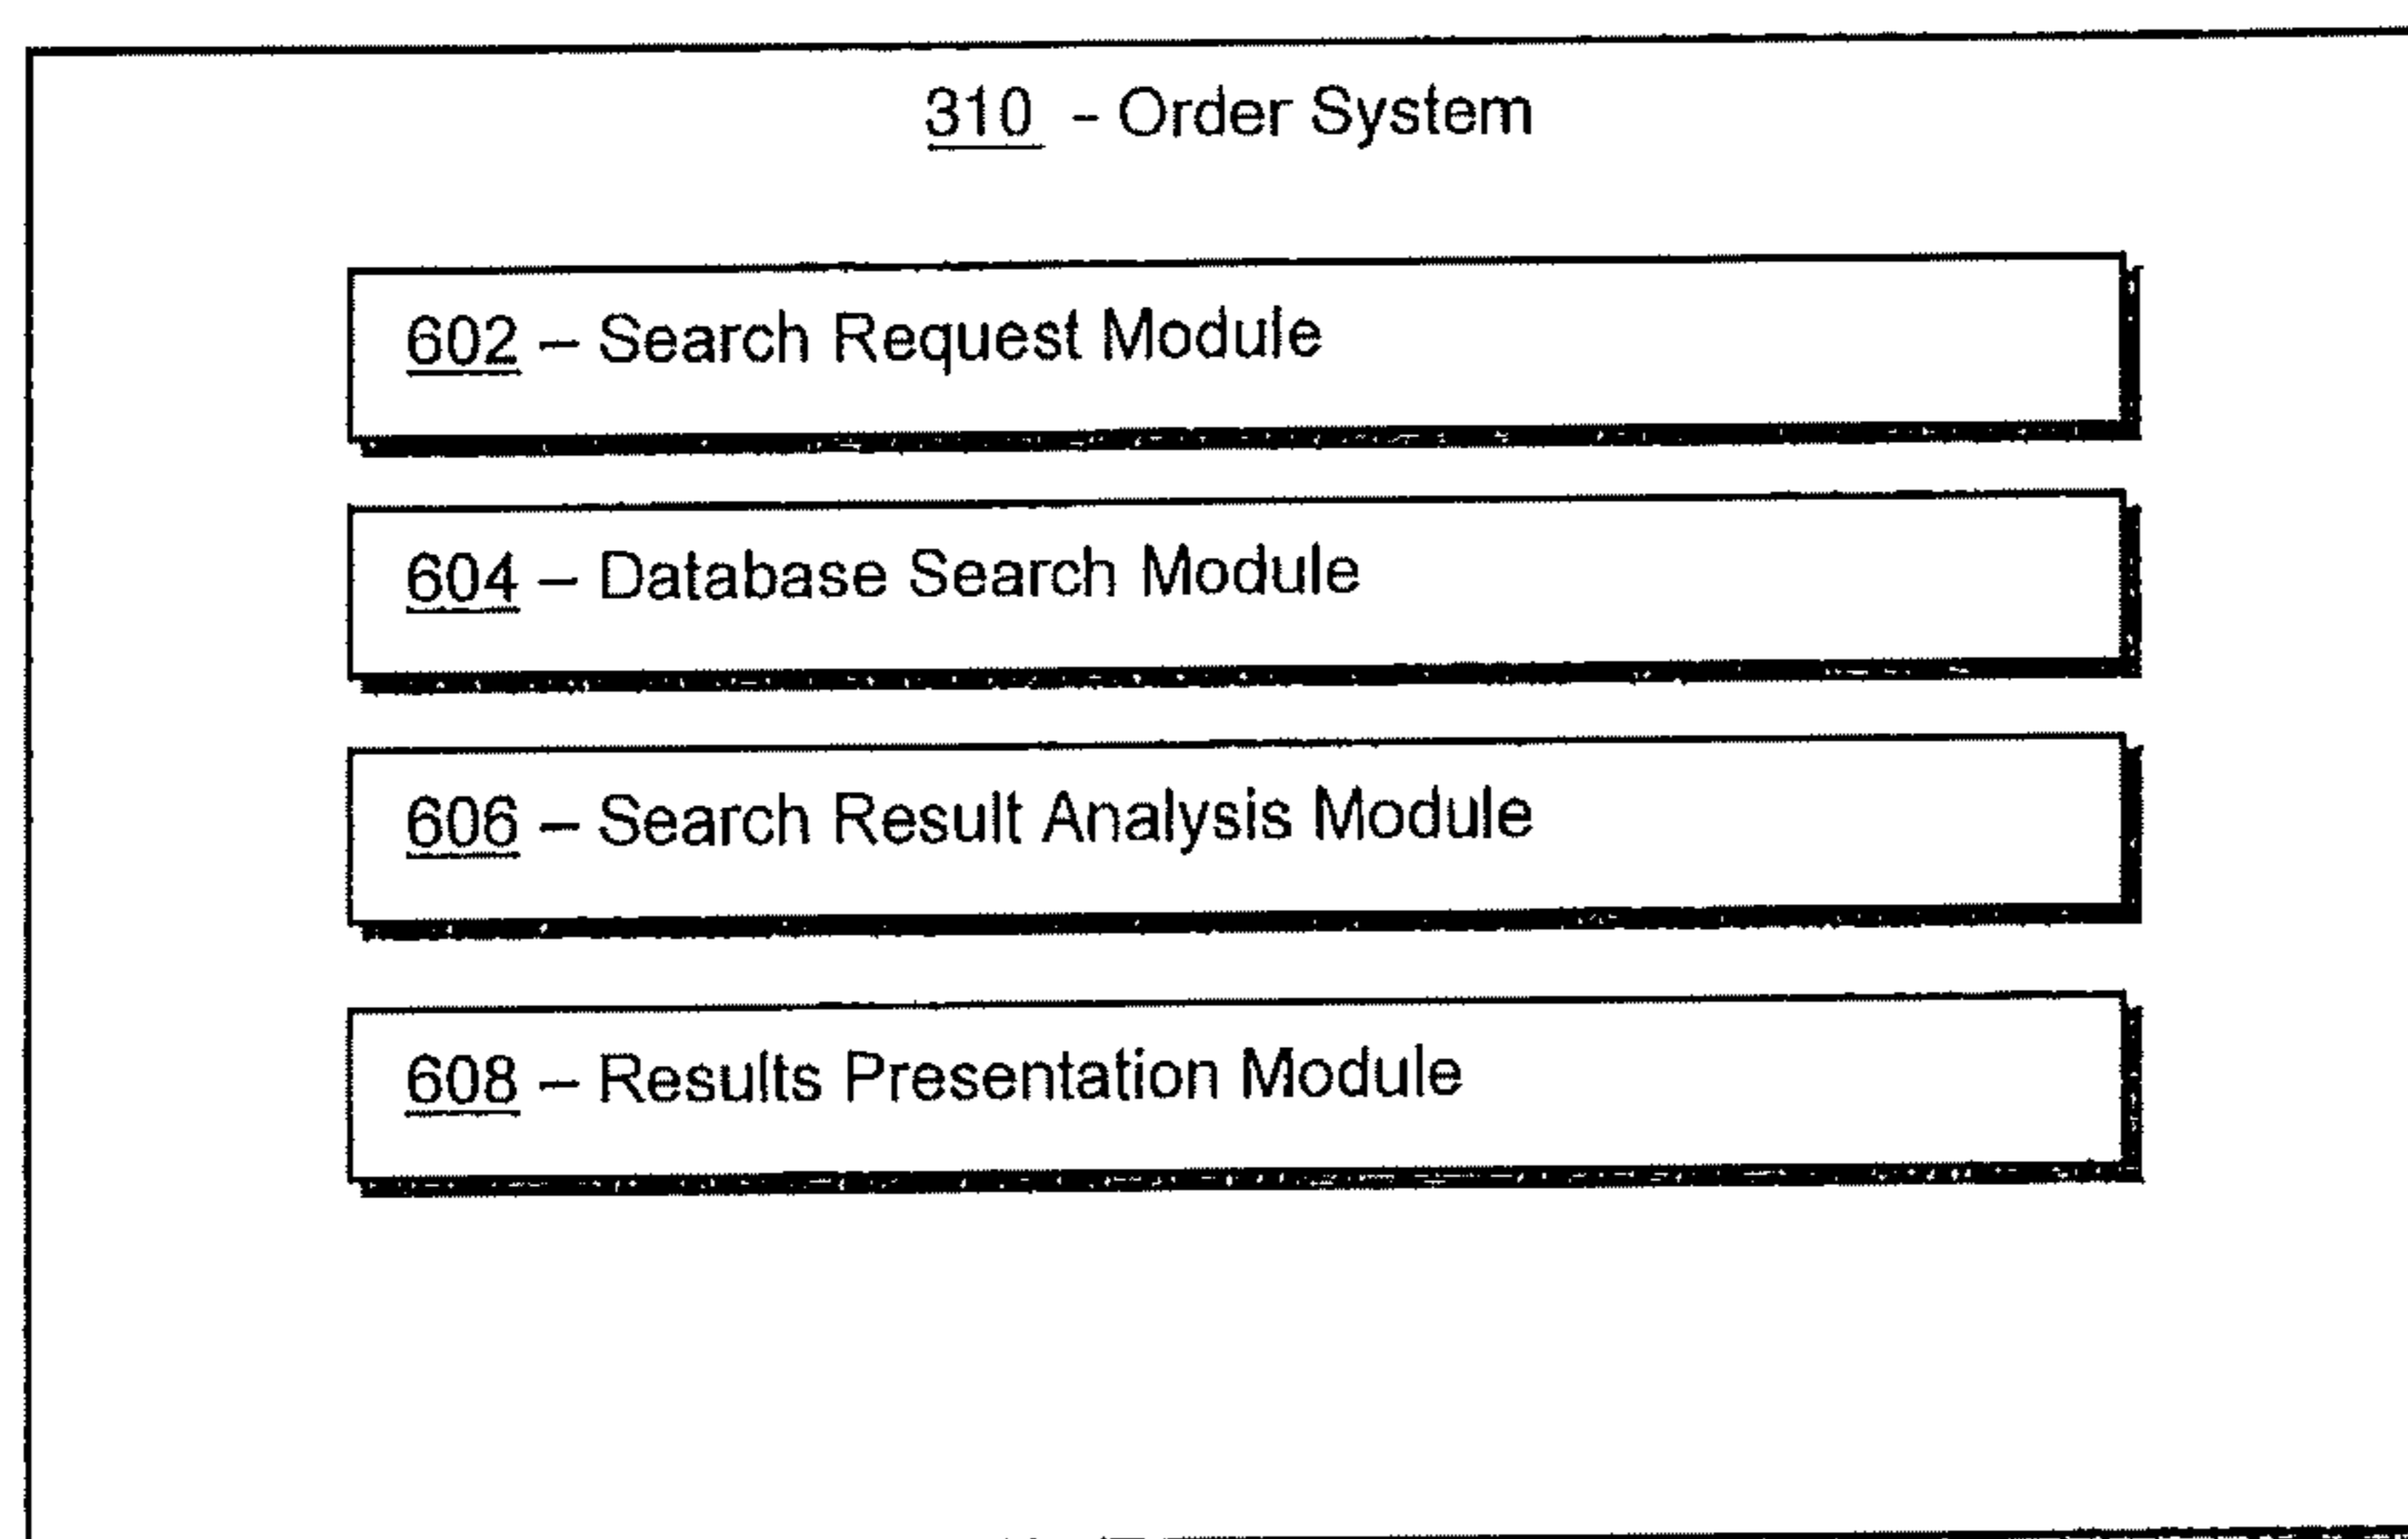 310 - Order System
602 – Search Request Module
604 – Database Search Module
606 – Search Result Analysis Module
608 – Results Presentation Module